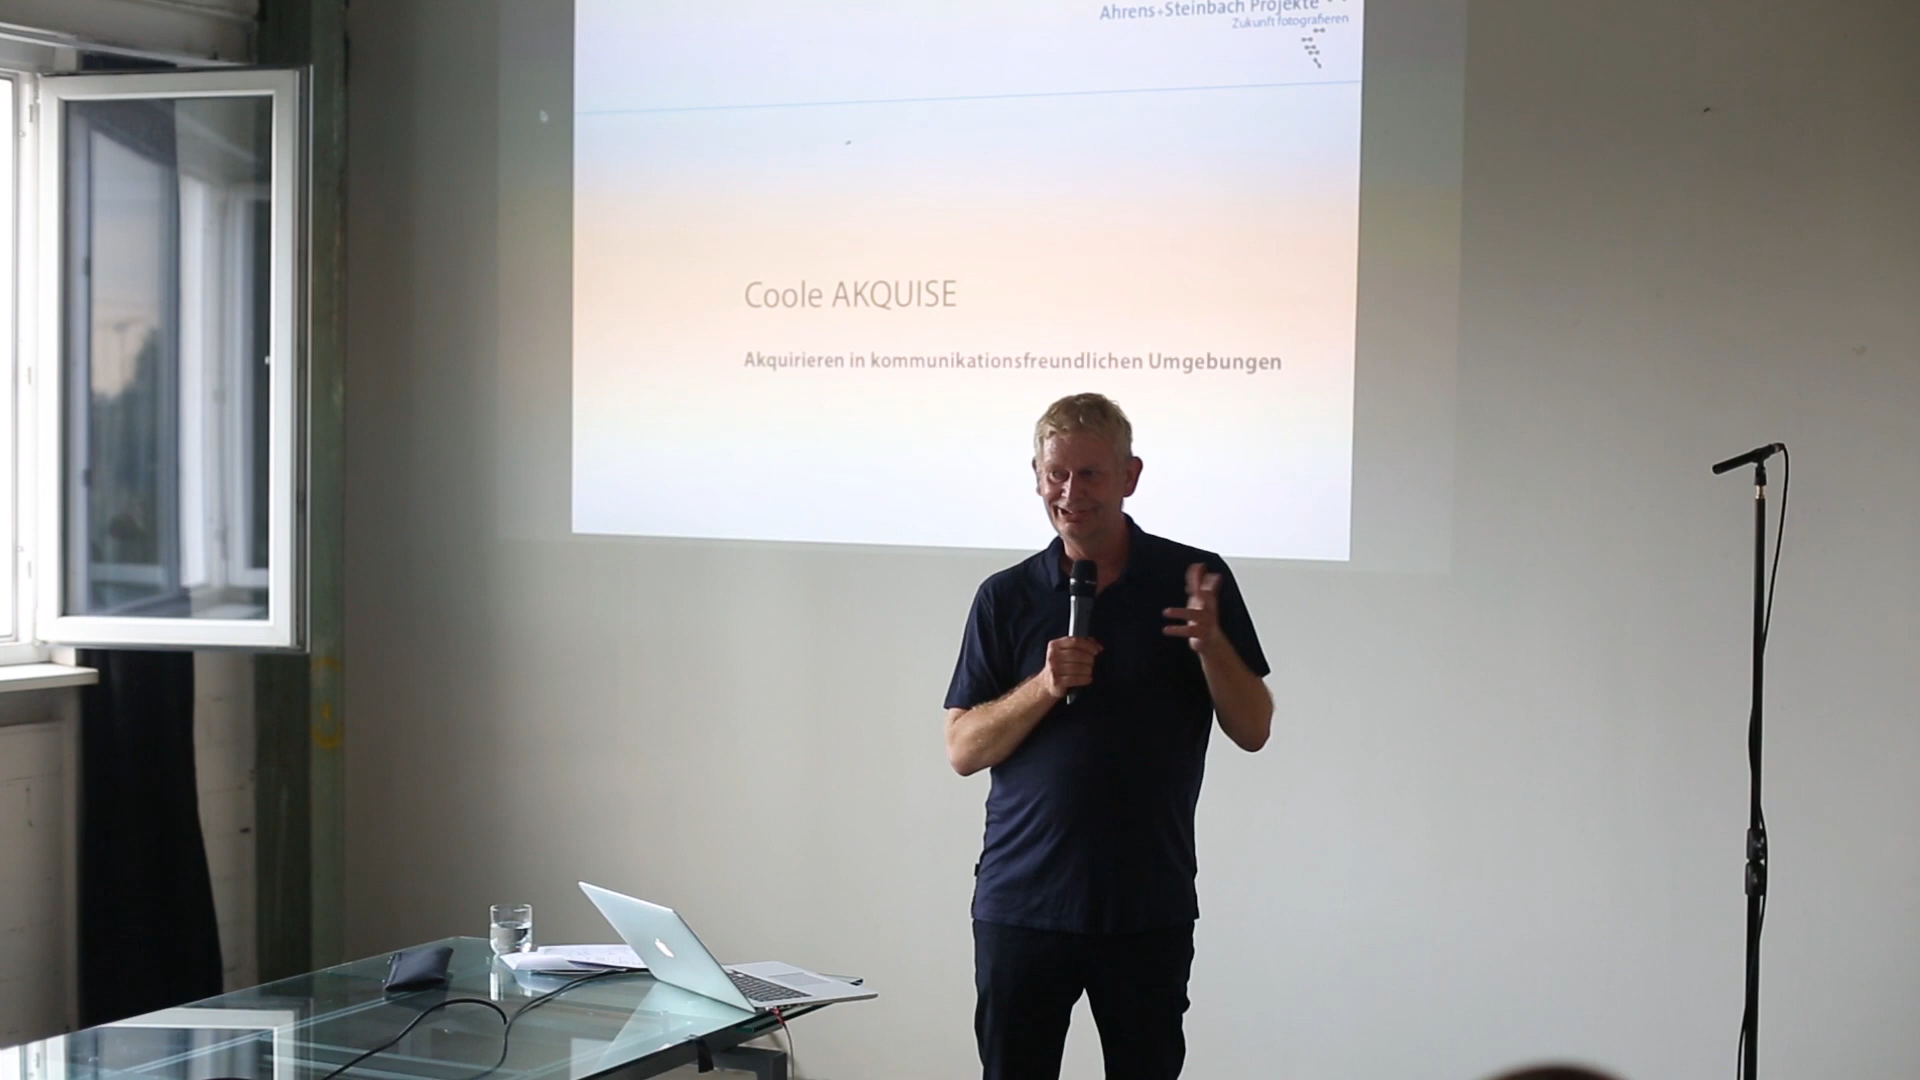 Ahrens+Steinbach Projekte
Zukunft fotografieren
Coole AKQUISE
Akquirieren in kommunikationsfreundlichen Umgebungen